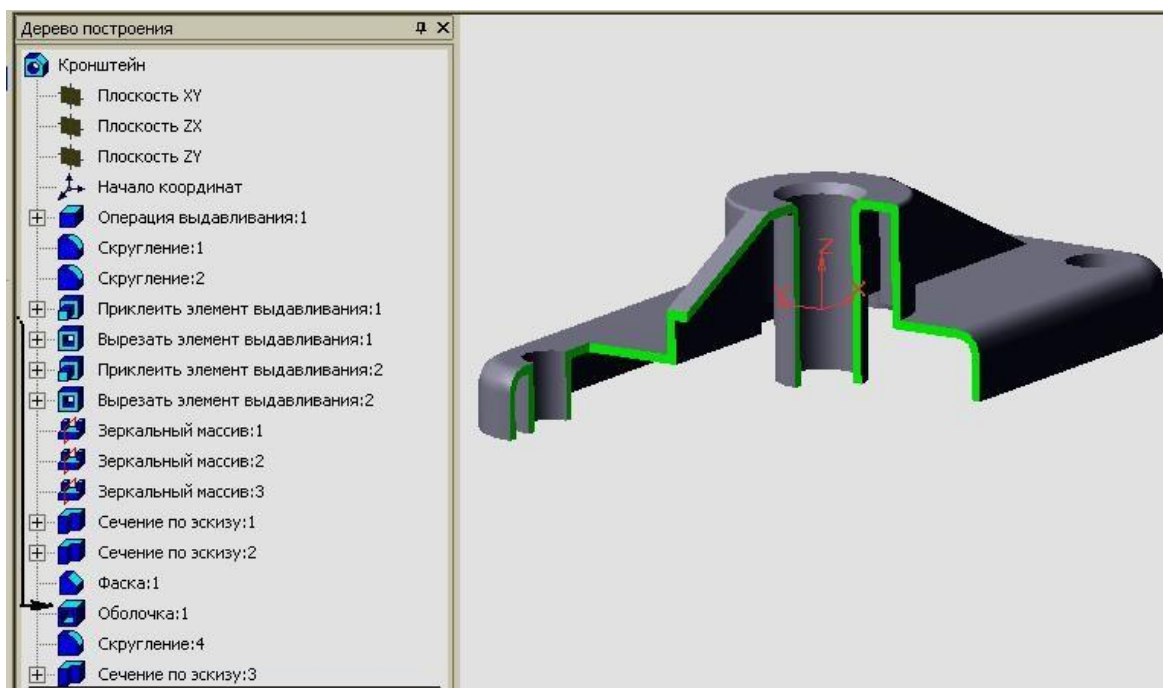 Дерево построения
Кронштейн
Плоскость XY
Плоскость ZX
Плоскость ZY
Начало координат
Операция выдавливания:1
Скругление:1
Скругление:2
Приклеить элемент выдавливания:1
Вырезать элемент выдавливания:1
Приклеить элемент выдавливания:2
Вырезать элемент выдавливания:2
Зеркальный массив:1
Зеркальный массив:2
Зеркальный массив:3
Сечение по эскизу:1
Сечение по эскизу:2
Фаска:1
Оболочка:1
Скругление:4
Сечение по эскизу:3
Z
X